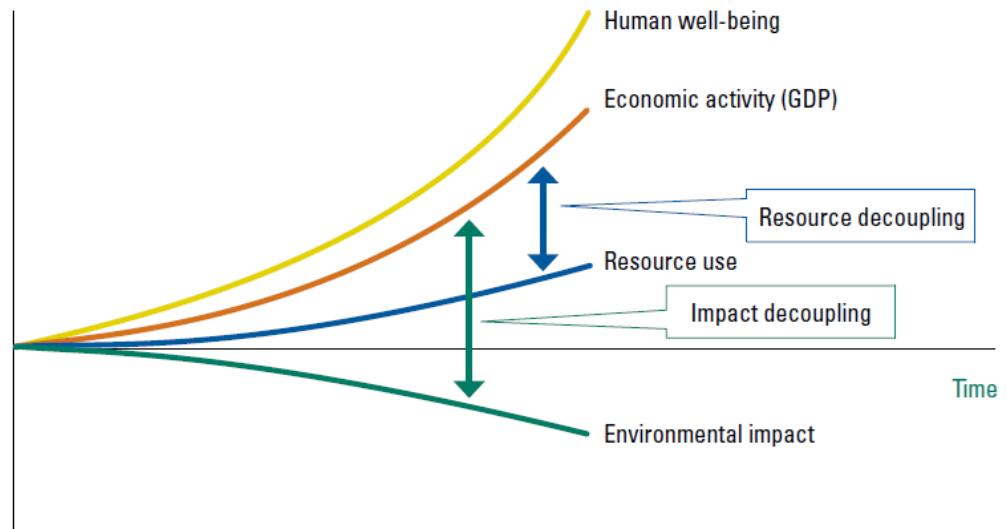 Human well-being
Economic activity (GDP)
Resource decoupling
Resource use
Impact decoupling
Time
Environmental impact